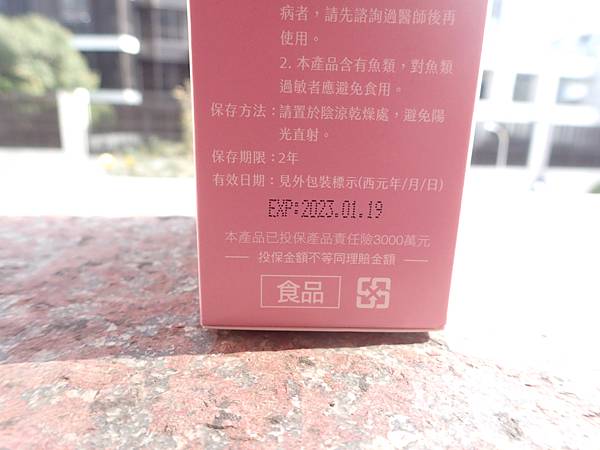 病者，請先諮詢過醫師後再
使用。
2. 本產品含有魚類，對魚類
過敏者應避免食用。
保存方法：請置於陰涼乾燥處，避免陽
光直射。
保存期限：2年
有效日期：見外包裝標示(西元年/月/日)
EXP:2023.01.19
本產品已投保產品責任險3000萬元
投保金額不等同理賠金額
食品